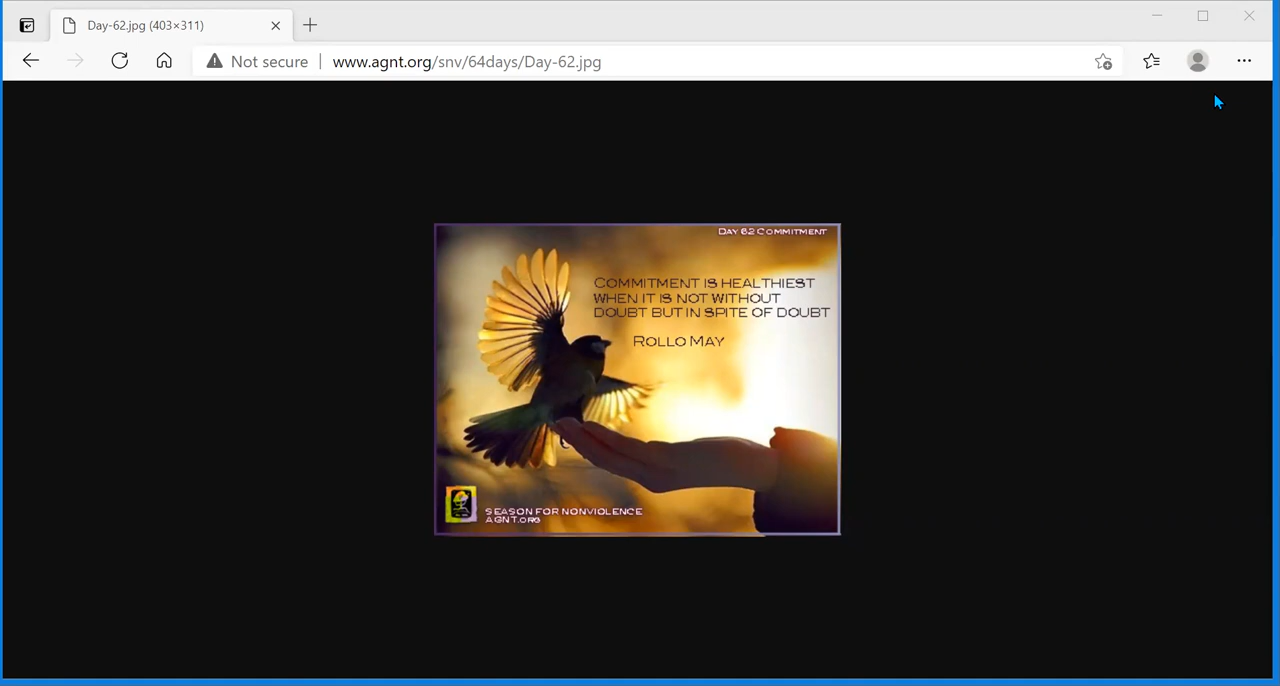 Day-62.jpg (403×311)
Not secure | www.agnt.org/snv/64days/Day-62.jpg
DAY 62 COMMITMENT
COMMITMENT IS HEALTHIEST
WHEN IT IS NOT WITHOUT
DOUBT BUT IN SPITE OF DOUBT
ROLLO MAY
SEASON FOR NONVIOLENCE
AGNT.ORG